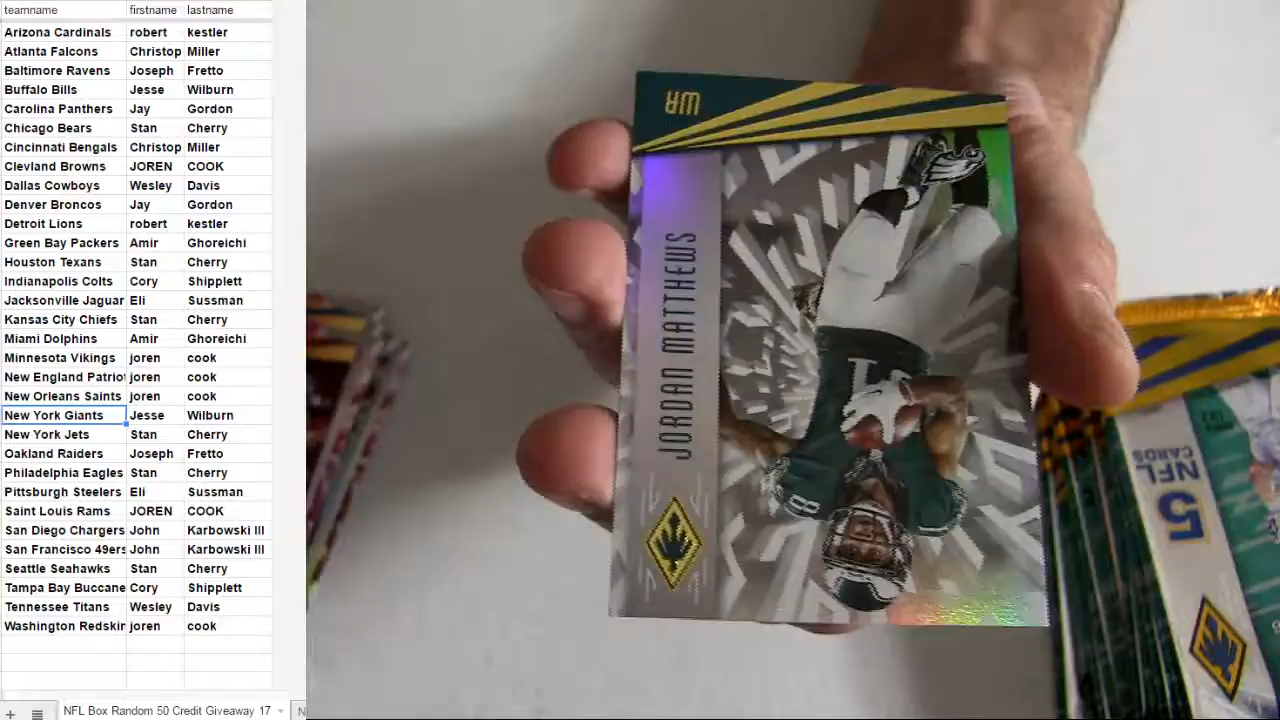 teamname firstname lastname
Arizona Cardinals robert kestler
Atlanta Falcons Christop Miller
Baltimore Ravens Joseph Fretto
Buffalo Bills Jesse Wilburn
Carolina Panthers Jay Gordon
Chicago Bears Stan Cherry
Cincinnati Bengals Christop Miller
Clevland Browns JOREN COOK
Dallas Cowboys Wesley Davis
Denver Broncos Jay Gordon
Detroit Lions robert kestler
Green Bay Packers Amir Ghoreichi
Houston Texans Stan Cherry
Indianapolis Colts Cory Shipplett
Jacksonville Jaguar Eli Sussman
Kansas City Chiefs Stan Cherry
Miami Dolphins Amir Ghoreichi
Minnesota Vikings joren cook
New England Patriot joren cook
New Orleans Saints joren cook
New York Giants Jesse Wilburn
New York Jets Stan Cherry
Oakland Raiders Joseph Fretto
Philadelphia Eagles Stan Cherry
Pittsburgh Steelers Eli Sussman
Saint Louis Rams JOREN COOK
San Diego Chargers John Karbowski III
San Francisco 49ers John Karbowski III
Seattle Seahawks Stan Cherry
Tampa Bay Buccane Cory Shipplett
Tennessee Titans Wesley Davis
Washington Redskin joren cook
NFL Box Random 50 Credit Giveaway 17 N
WR
JORDAN MATTHEWS
81
8
5
NFL
CARDS